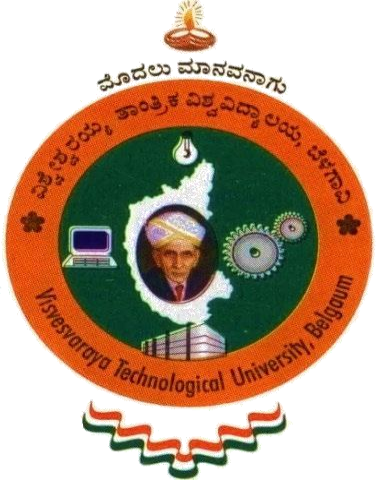 ಮೊದಲು ಮಾನವನಾಗು
ವಿಶ್ವೇಶ್ವರಯ್ಯ ತಾಂತ್ರಿಕ ವಿಶ್ವವಿದ್ಯಾಲಯ, ಬೆಳಗಾವಿ
Visvesvaraya Technological University, Belgaum